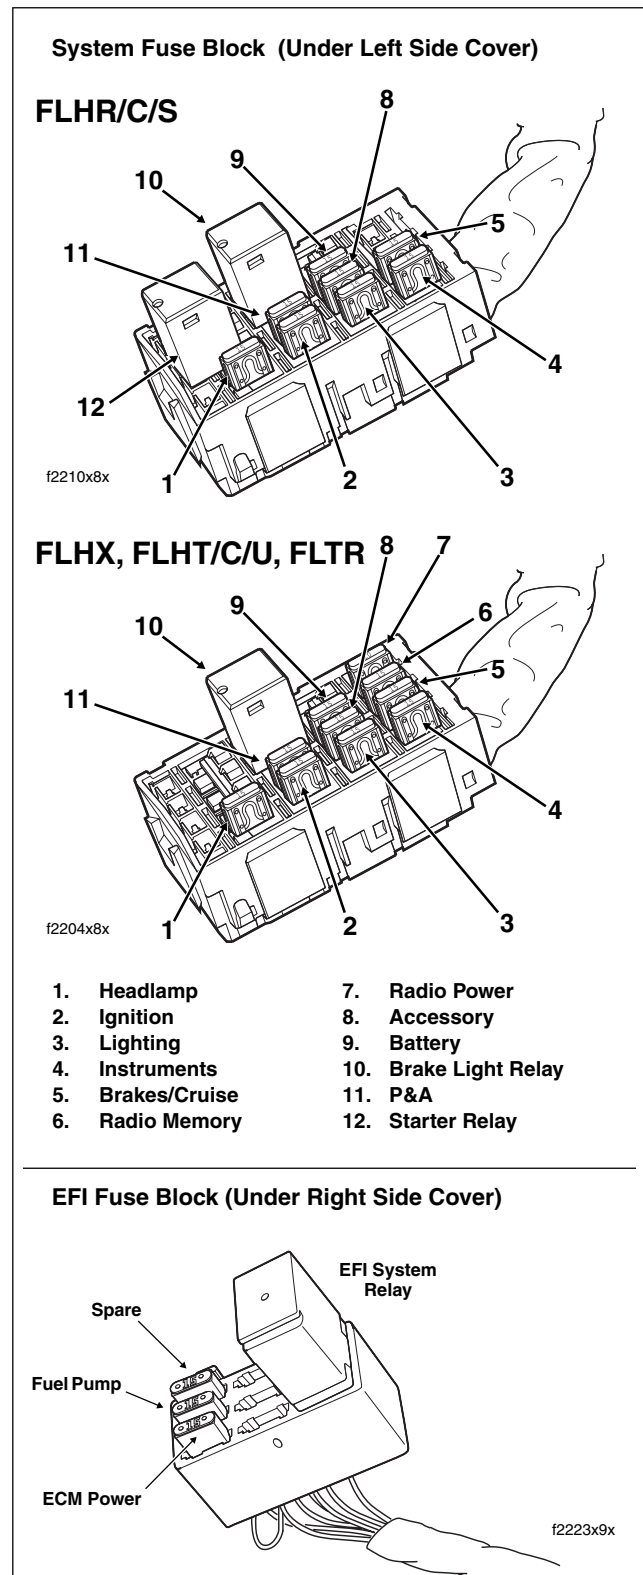 System Fuse Block (Under Left Side Cover)
FLHR/C/S
8
9
10
11
5
4
12
1
2
3
f2210x8x
FLHX, FLHT/C/U, FLTR
8
7
9
6
10
5
11
4
1
2
3
f2204x8x
1. Headlamp
2. Ignition
3. Lighting
4. Instruments
5. Brakes/Cruise
6. Radio Memory
7. Radio Power
8. Accessory
9. Battery
10. Brake Light Relay
11. P&A
12. Starter Relay
EFI Fuse Block (Under Right Side Cover)
EFI System
Relay
Spare
Fuel Pump
15
15
15
ECM Power
f2223x9x